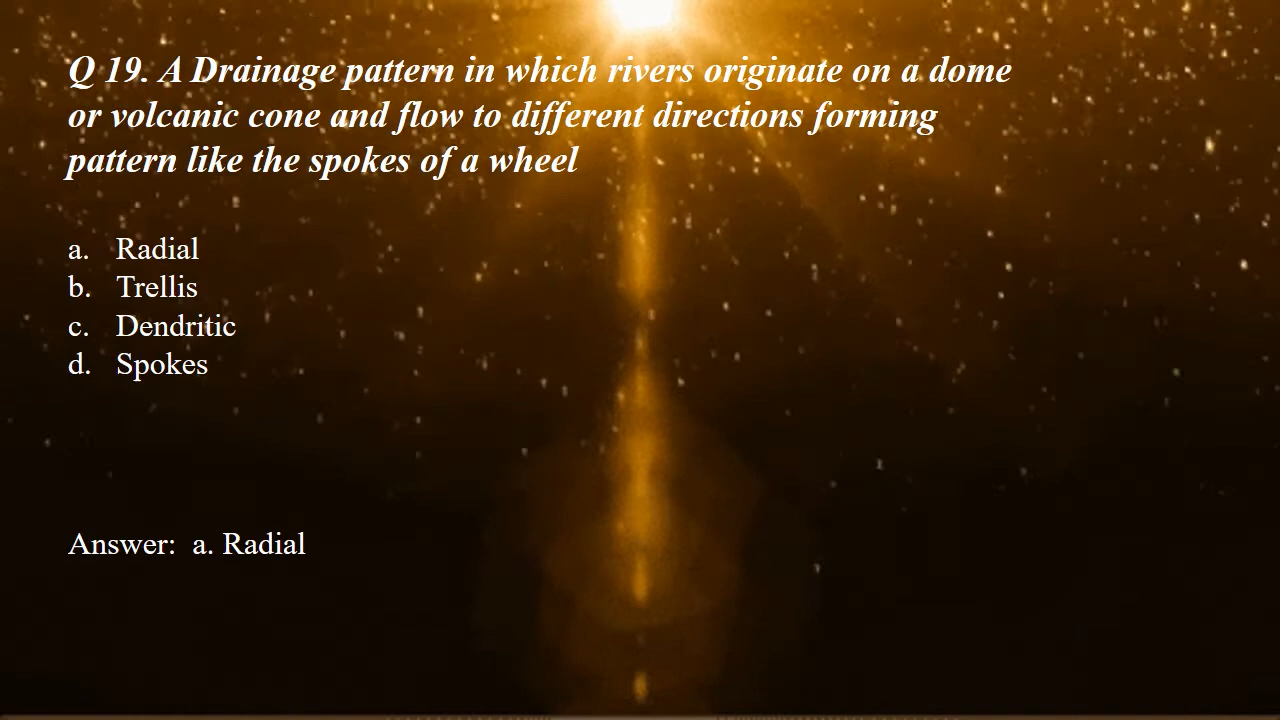 Q 19. A Drainage pattern in which rivers originate on a dome
or volcanic cone and flow to different directions forming
pattern like the spokes of a wheel
a. Radial
b. Trellis
c. Dendritic
d. Spokes
Answer: a. Radial